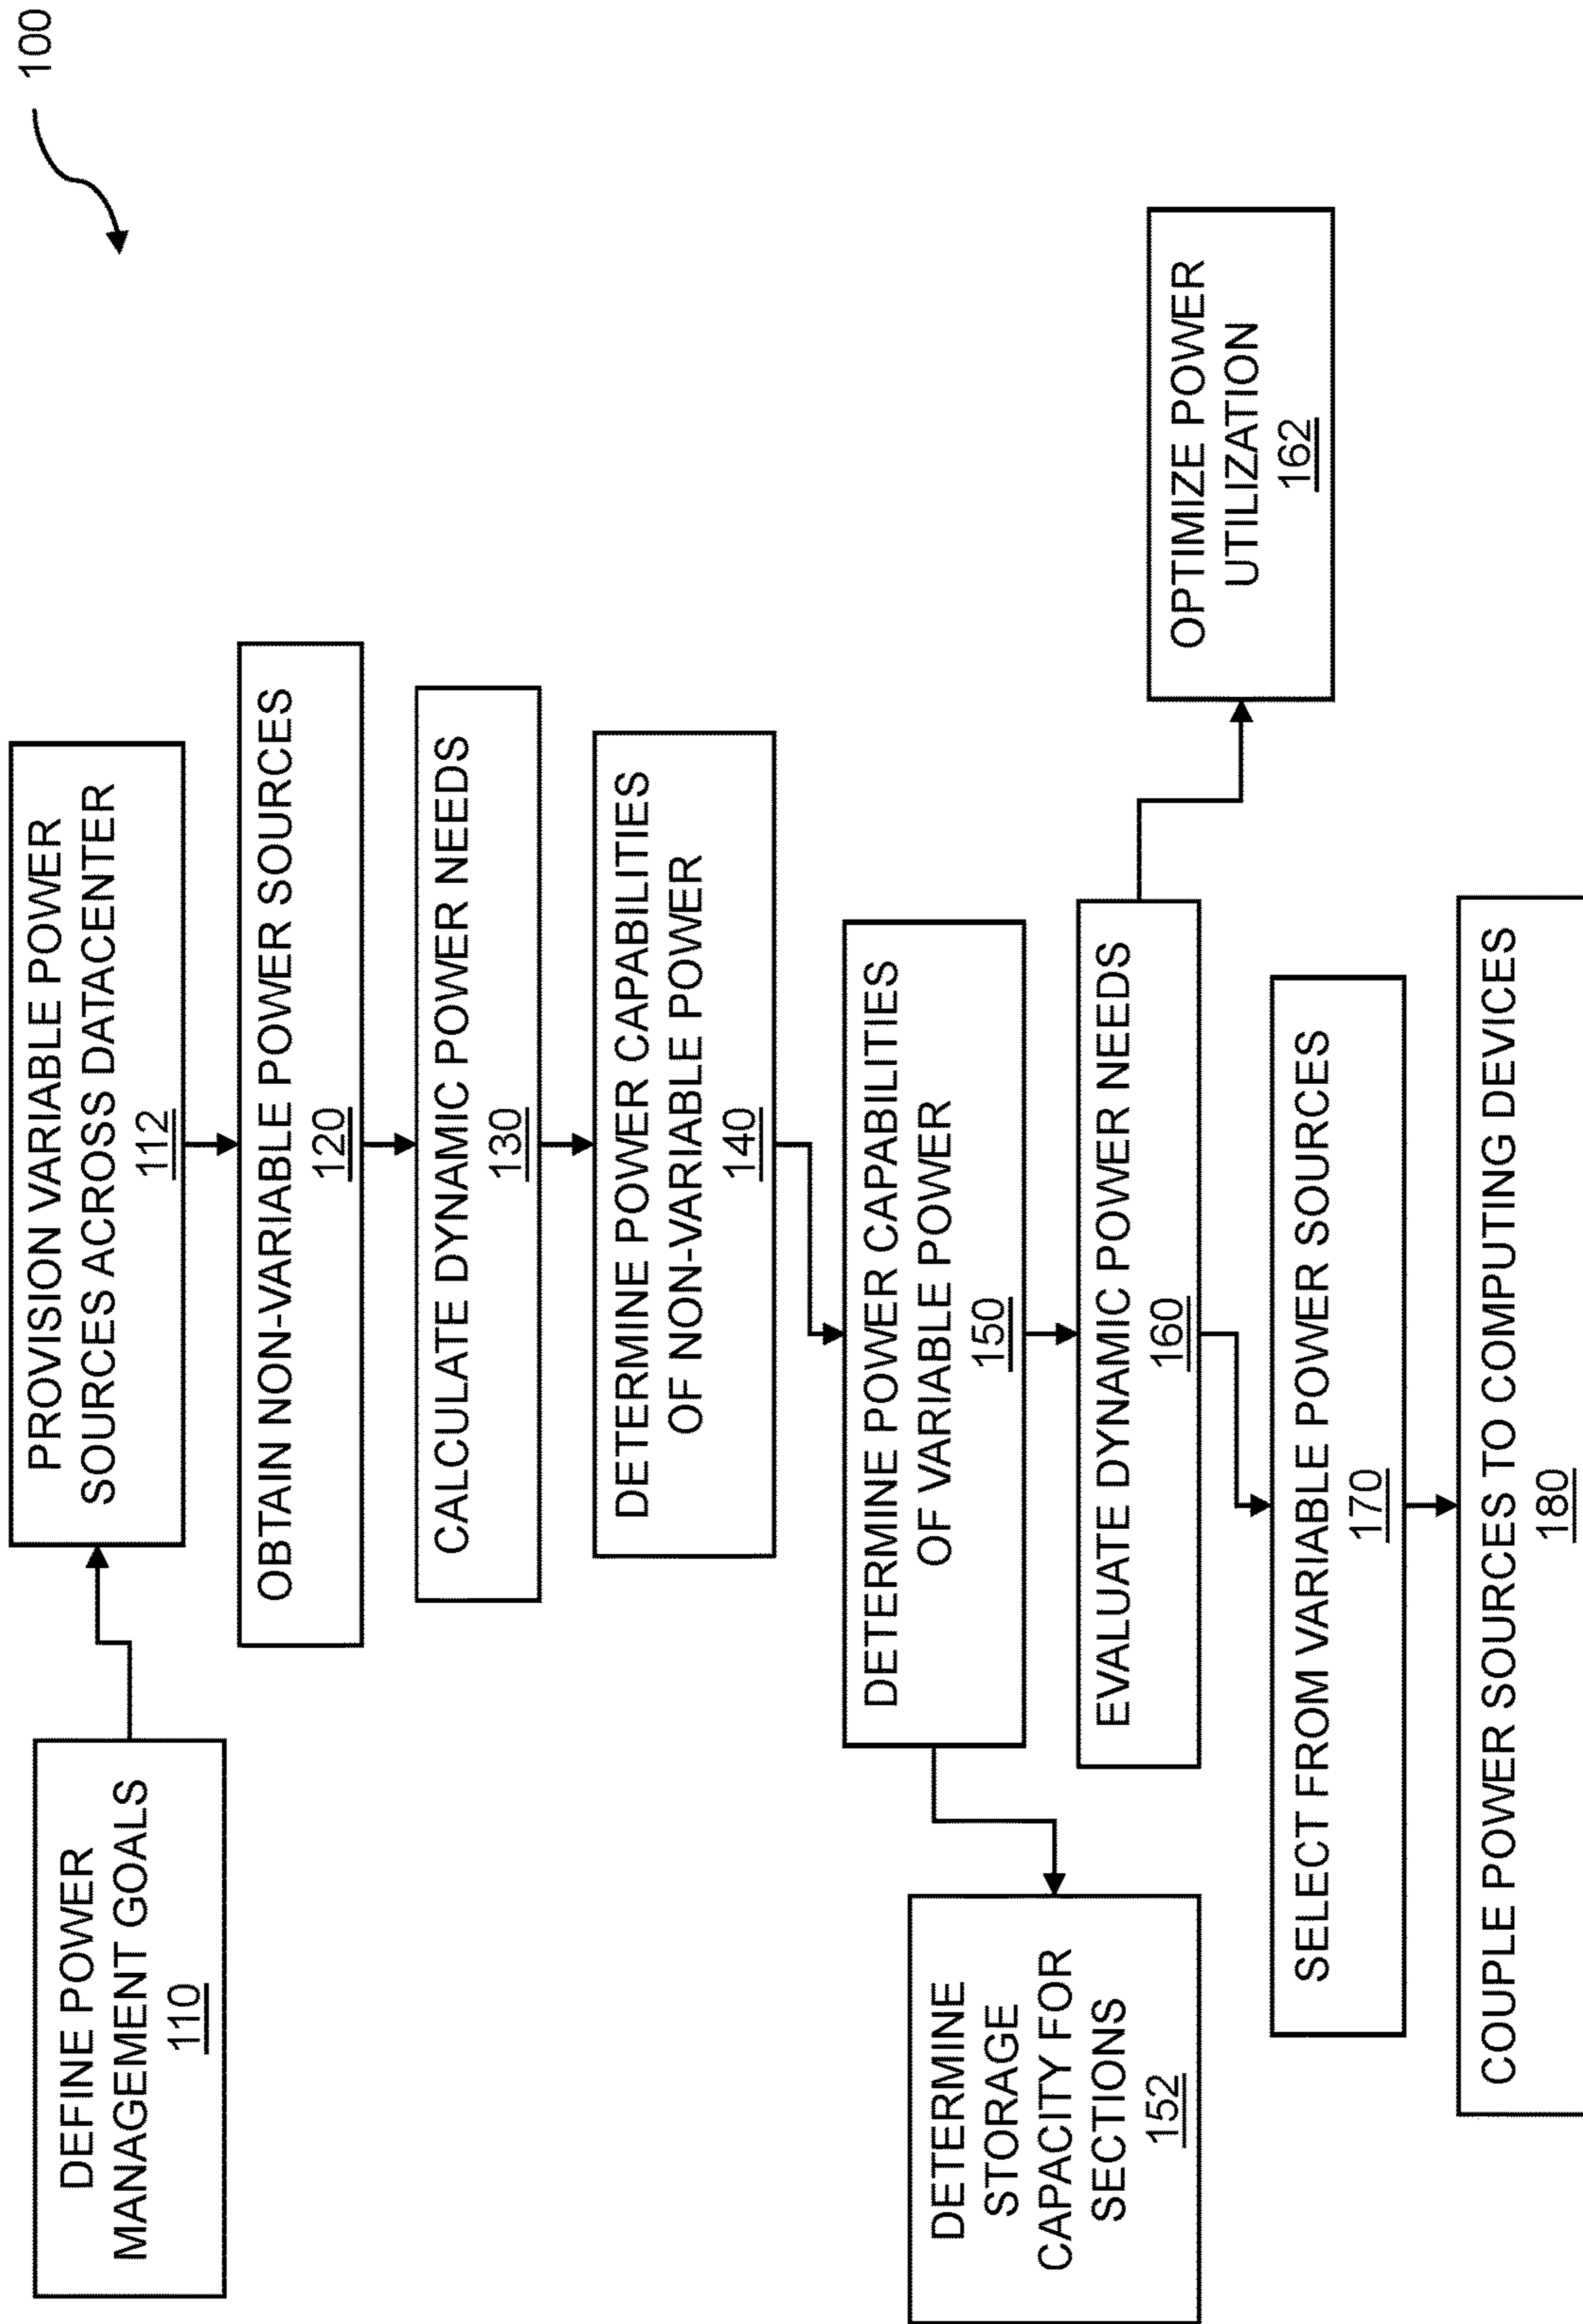 100
DEFINE POWER
MANAGEMENT GOALS
110
PROVISION VARIABLE POWER
SOURCES ACROSS DATACENTER
112
OBTAIN NON-VARIABLE POWER SOURCES
120
CALCULATE DYNAMIC POWER NEEDS
130
DETERMINE POWER CAPABILITIES
OF NON-VARIABLE POWER
140
DETERMINE POWER CAPABILITIES
OF VARIABLE POWER
150
DETERMINE
STORAGE
CAPACITY FOR
SECTIONS
152
EVALUATE DYNAMIC POWER NEEDS
160
OPTIMIZE POWER
UTILIZATION
162
SELECT FROM VARIABLE POWER SOURCES
170
COUPLE POWER SOURCES TO COMPUTING DEVICES
180